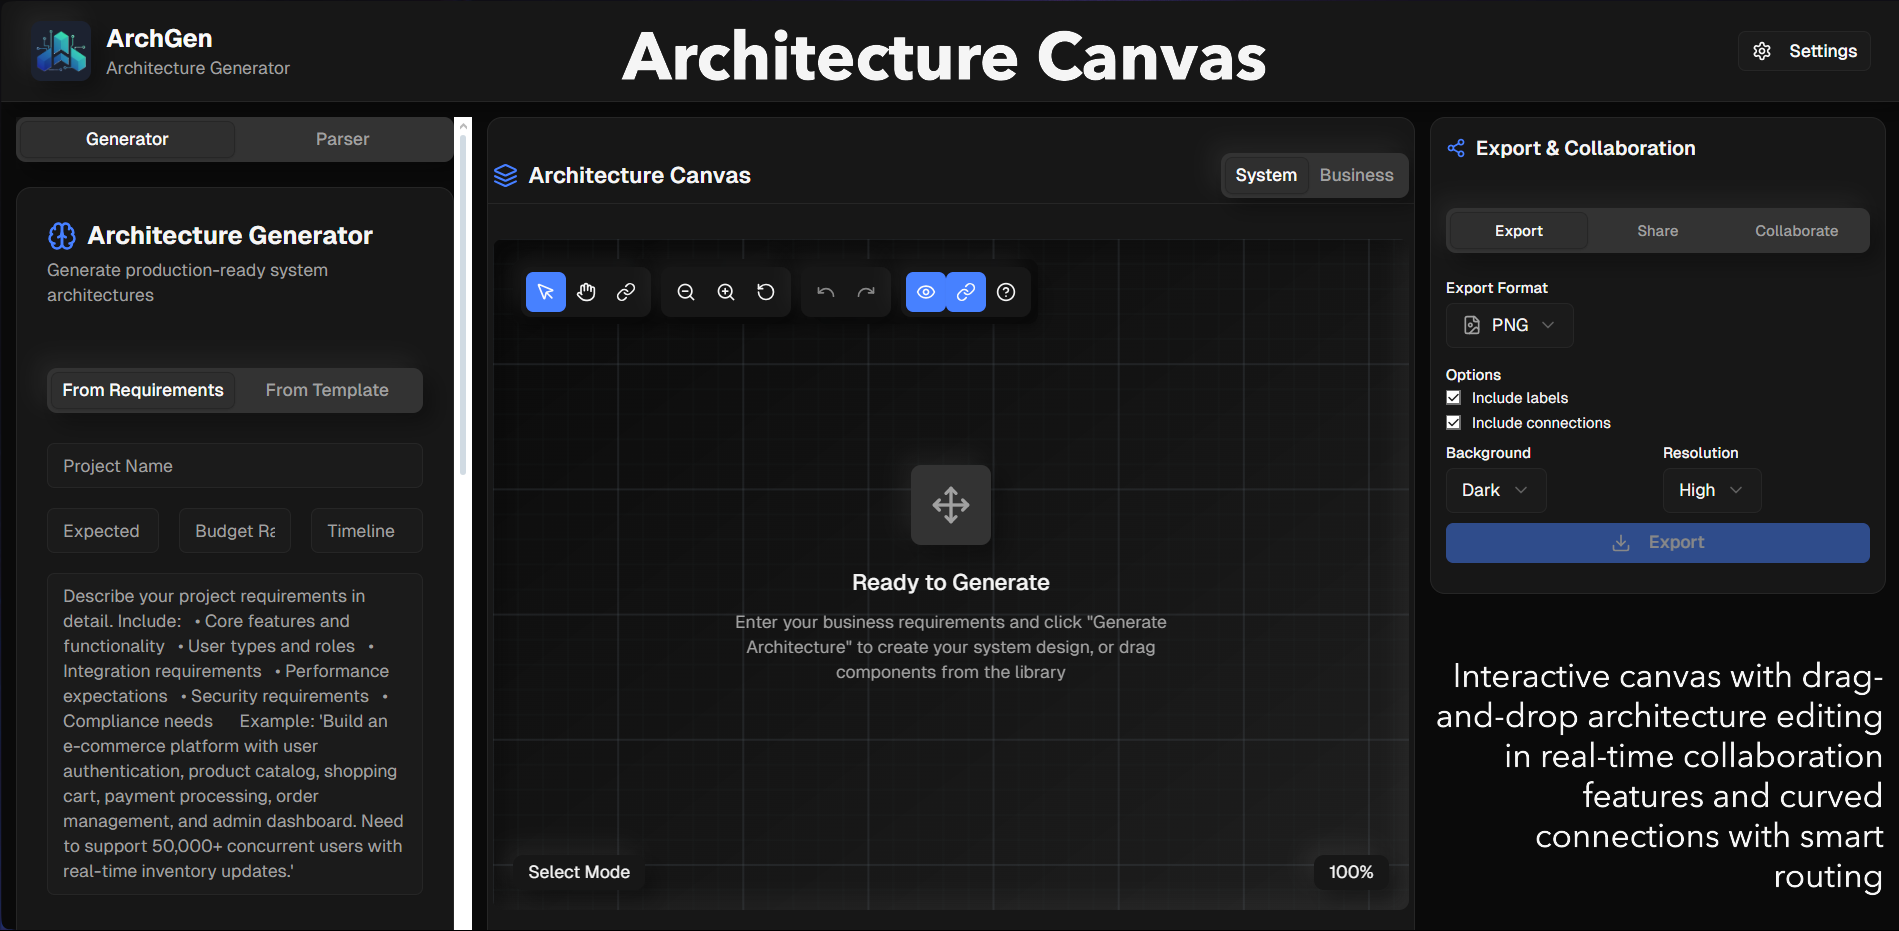 ArchGen
Architecture Generator
Architecture Canvas
Settings
Generator
Parser
Architecture Generator
Generate production-ready system
architectures
From Requirements
From Template
Project Name
Expected
Budget Ra
Timeline
Describe your project requirements in
detail. Include:   • Core features and
functionality   • User types and roles   •
Integration requirements   • Performance
expectations   • Security requirements   •
Compliance needs     Example: 'Build an
e-commerce platform with user
authentication, product catalog, shopping
cart, payment processing, order
management, and admin dashboard. Need
to support 50,000+ concurrent users with
real-time inventory updates.'
Architecture Canvas
System
Business
Ready to Generate
Enter your business requirements and click "Generate
Architecture" to create your system design, or drag
components from the library
Select Mode
100%
Export & Collaboration
Export
Share
Collaborate
Export Format
PNG
Options
Include labels
Include connections
Background
Resolution
Dark
High
Export
Interactive canvas with drag-
and-drop architecture editing
in real-time collaboration
features and curved
connections with smart
routing